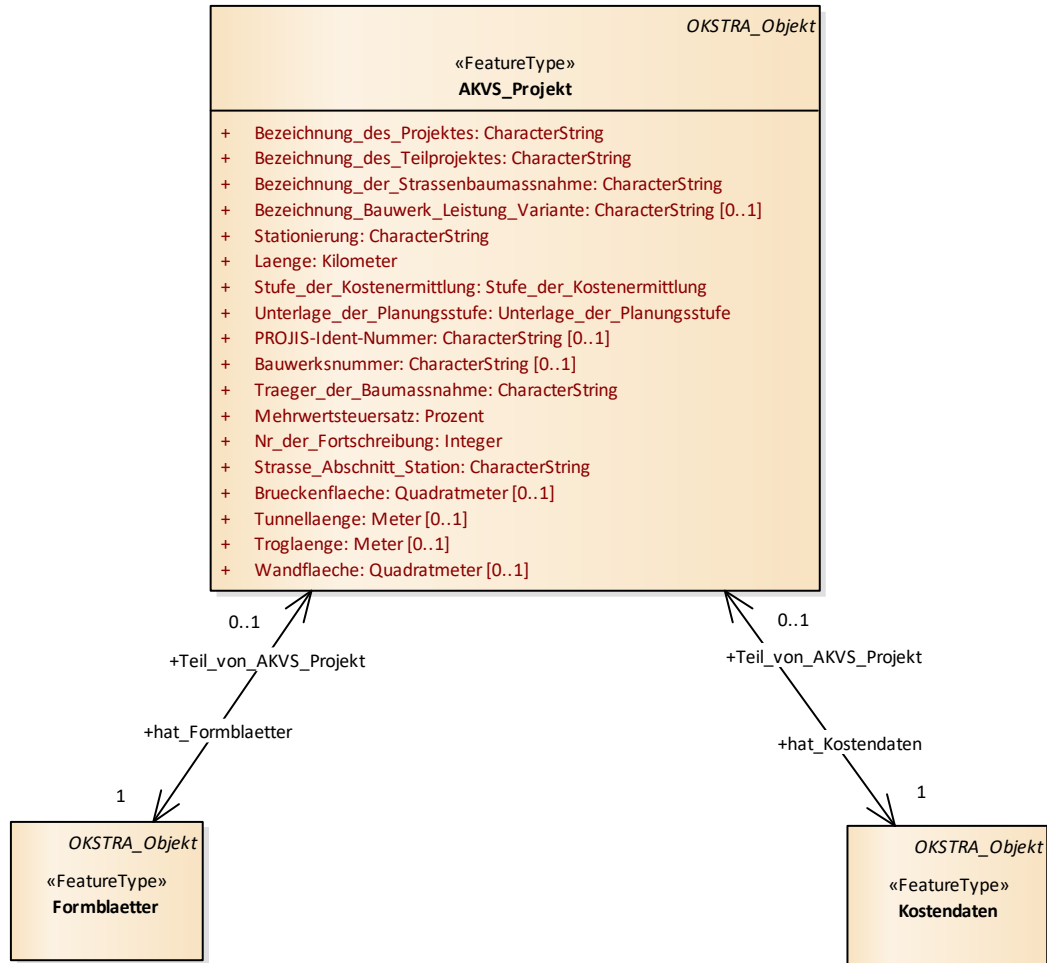 OKSTRA_Objekt
«FeatureType»
AKVS_Projekt
+ Bezeichnung_des_Projektes: CharacterString
+ Bezeichnung_des_Teilprojektes: CharacterString
+ Bezeichnung_der_Strassenbaumassnahme: CharacterString
+ Bezeichnung_Bauwerk_Leistung_Variante: CharacterString [0..1]
+ Stationierung: CharacterString
+ Laenge: Kilometer
+ Stufe_der_Kostenermittlung: Stufe_der_Kostenermittlung
+ Unterlage_der_Planungsstufe: Unterlage_der_Planungsstufe
+ PROJIS-Ident-Nummer: CharacterString [0..1]
+ Bauwerksnummer: CharacterString [0..1]
+ Traeger_der_Baumassnahme: CharacterString
+ Mehrwertsteuersatz: Prozent
+ Nr_der_Fortschreibung: Integer
+ Strasse_Abschnitt_Station: CharacterString
+ Brueckenflaeche: Quadratmeter [0..1]
+ Tunnellaenge: Meter [0..1]
+ Troglaenge: Meter [0..1]
+ Wandflaeche: Quadratmeter [0..1]
0..1
+Teil_von_AKVS_Projekt
+hat_Formblaetter
1
OKSTRA_Objekt
«FeatureType»
Formblaetter
0..1
+Teil_von_AKVS_Projekt
+hat_Kostendaten
1
OKSTRA_Objekt
«FeatureType»
Kostendaten